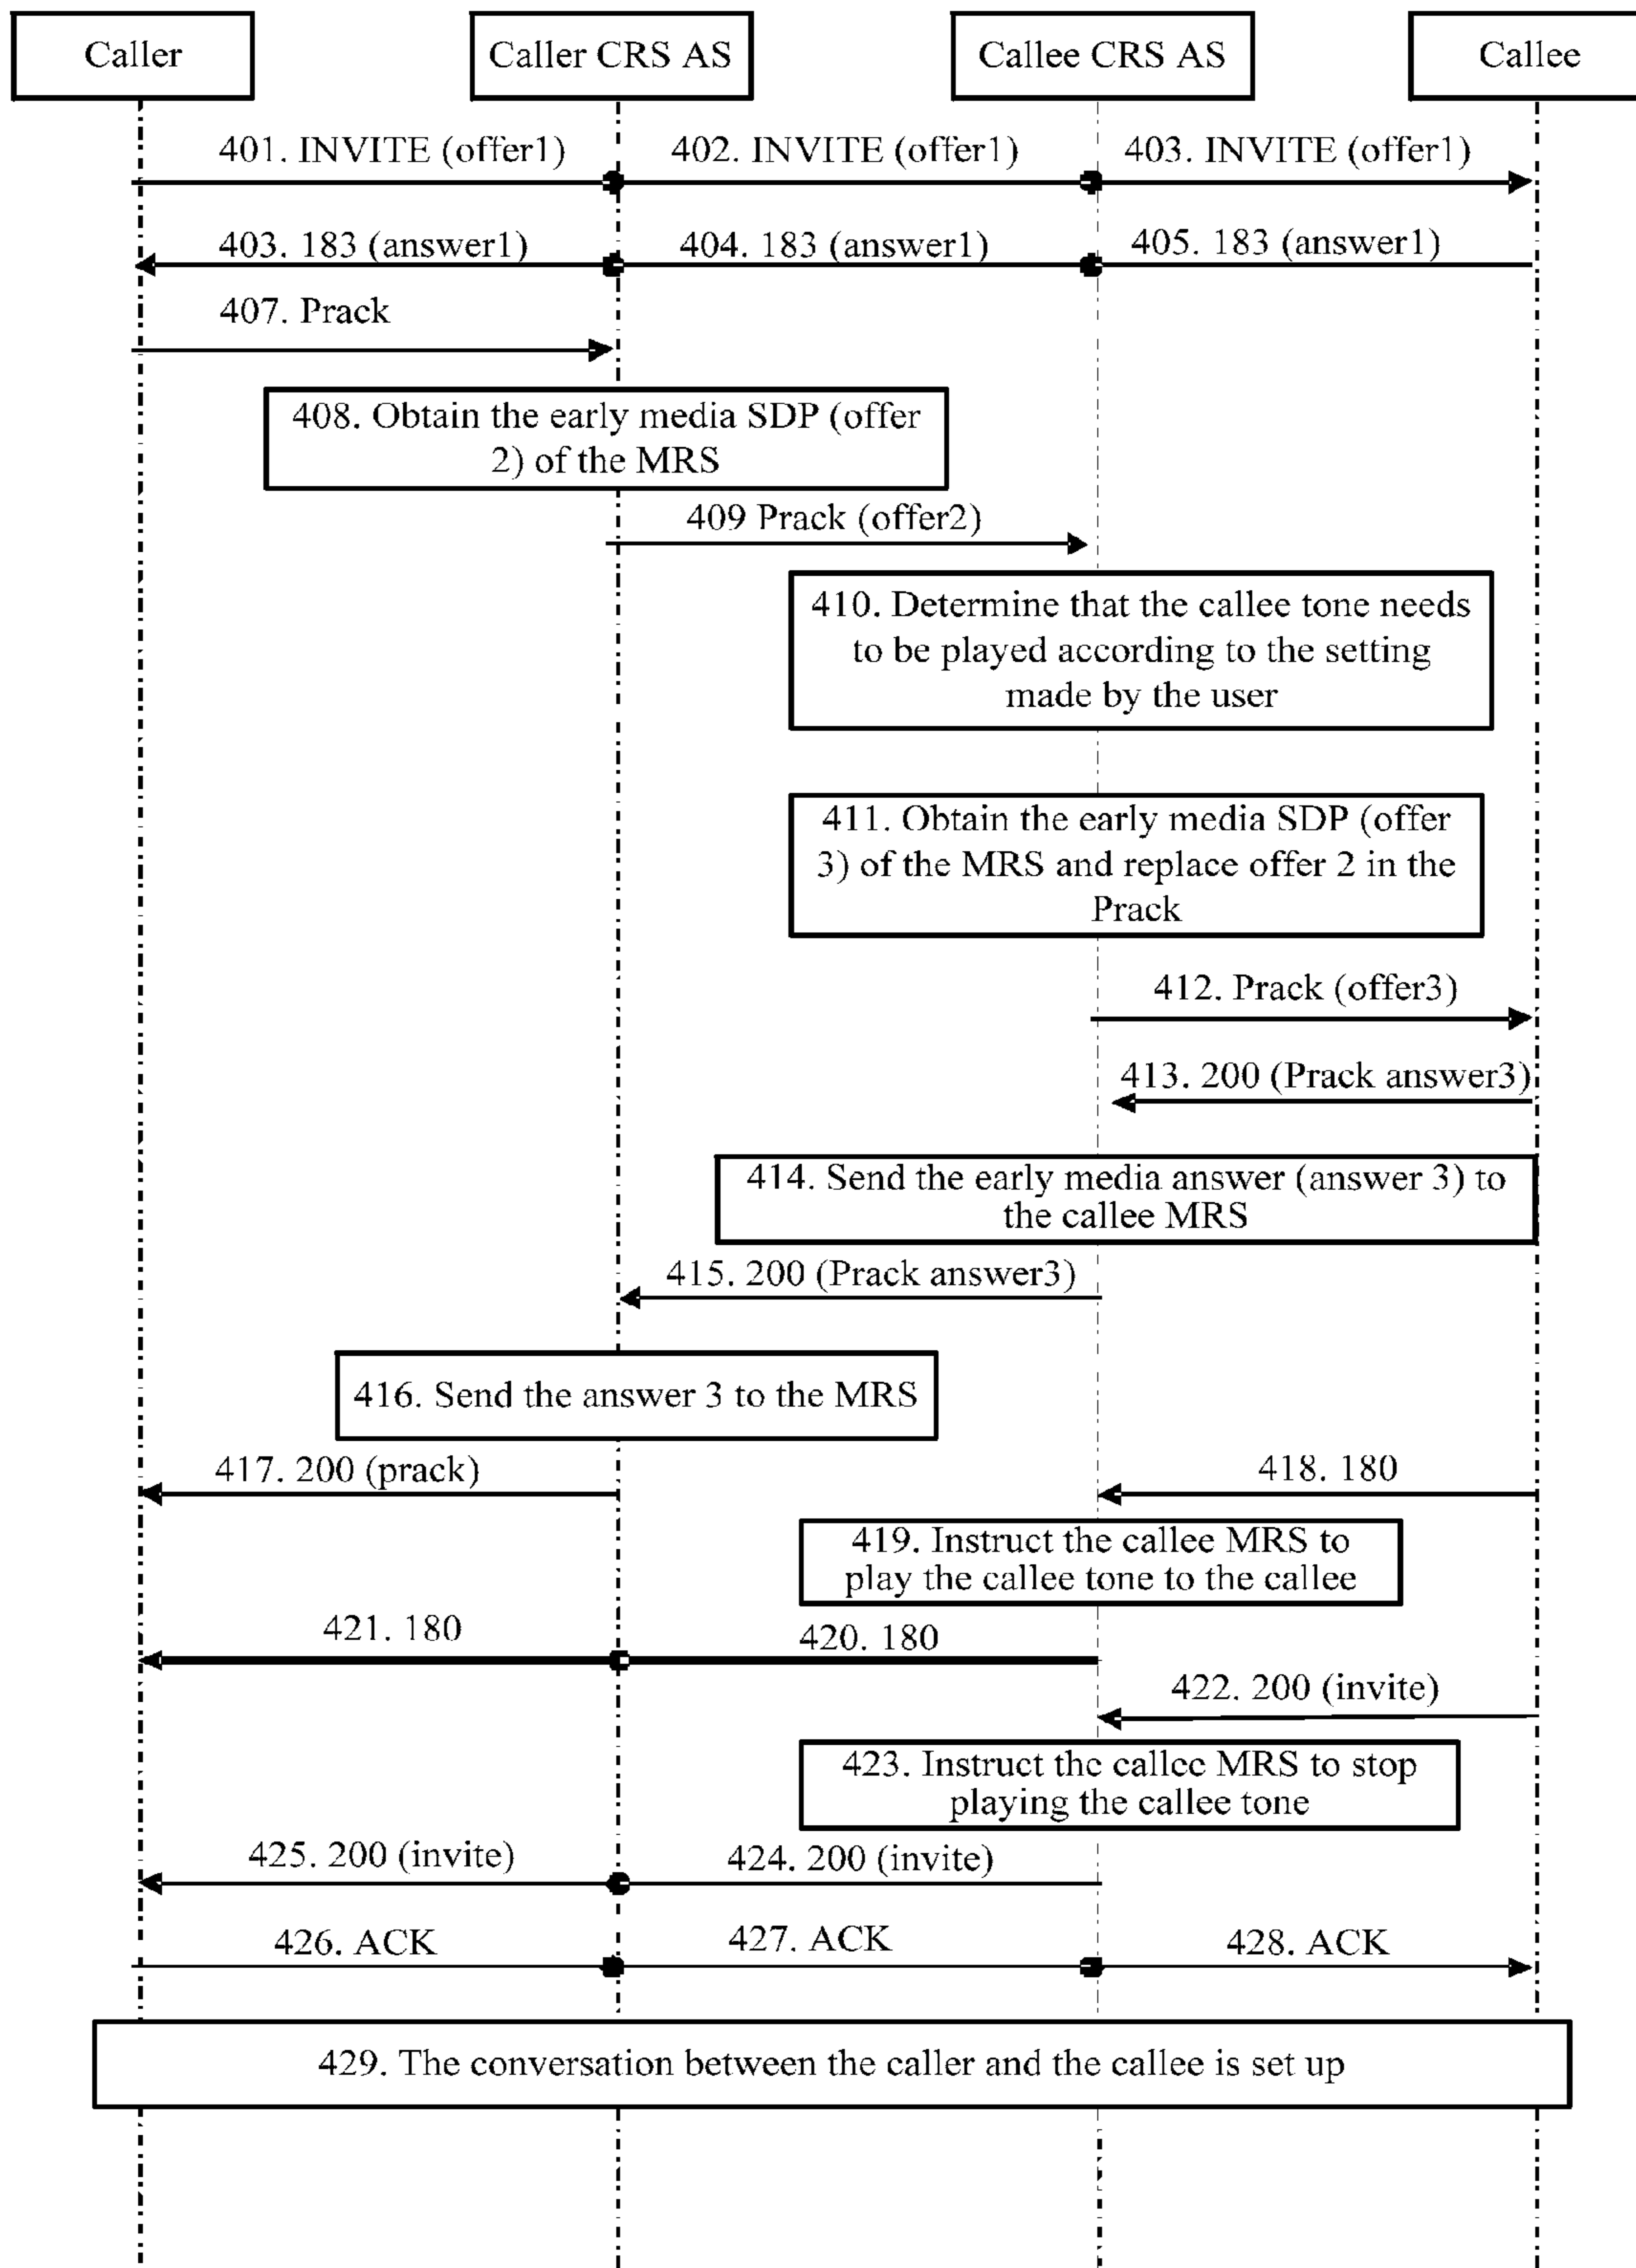 Caller
Caller CRS AS
Callee CRS AS
Callee
401. INVITE (offer1)
402. INVITE (offer1)
403. INVITE (offer1)
403. 183 (answer1)
404. 183 (answer1)
405. 183 (answer1)
407. Prack
408. Obtain the early media SDP (offer
2) of the MRS
409 Prack (offer2)
410. Determine that the callee tone needs
to be played according to the setting
made by the user
411. Obtain the early media SDP (offer
3) of the MRS and replace offer 2 in the
Prack
412. Prack (offer3)
413. 200 (Prack answer3)
414. Send the early media answer (answer 3) to
the callee MRS
415. 200 (Prack answer3)
416. Send the answer 3 to the MRS
417. 200 (prack)
418. 180
419. Instruct the callee MRS to
play the callee tone to the callee
421. 180
420. 180
422. 200 (invite)
423. Instruct the callee MRS to stop
playing the callee tone
425. 200 (invite)
424. 200 (invite)
426. ACK
427. ACK
428. ACK
429. The conversation between the caller and the callee is set up